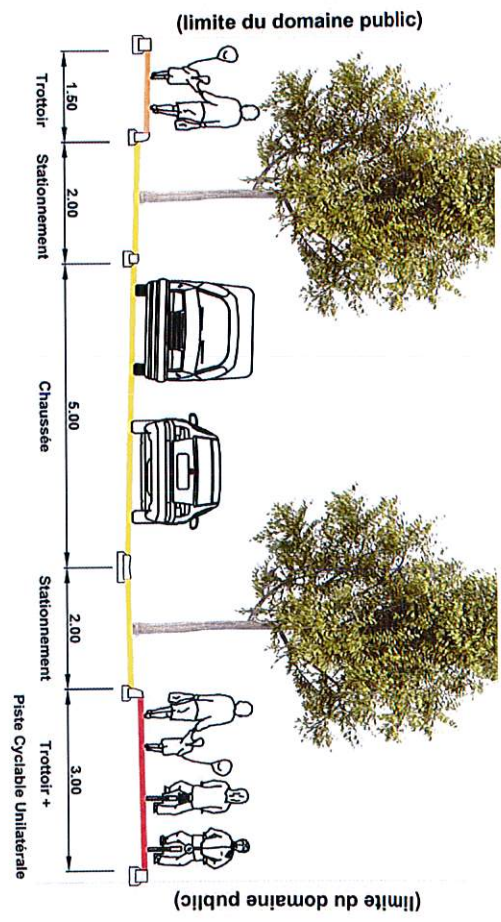 (limite du domaine public)
1.50
Trottoir
2.00
Stationnement
5.00
Chaussée
2.00
Stationnement
3.00
Trottoir +
Piste Cyclable Unilatérale
(limite du domaine public)